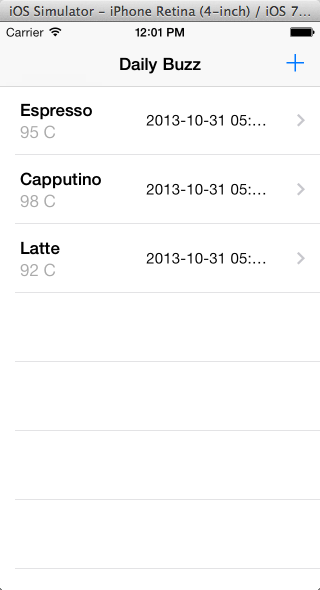 iOS Simulator - iPhone Retina (4-inch) / iOS 7...
Carrier 12:01 PM
Daily Buzz +
Espresso
95 C
2013-10-31 05:...
Capputino
98 C
2013-10-31 05:...
Latte
92 C
2013-10-31 05:...